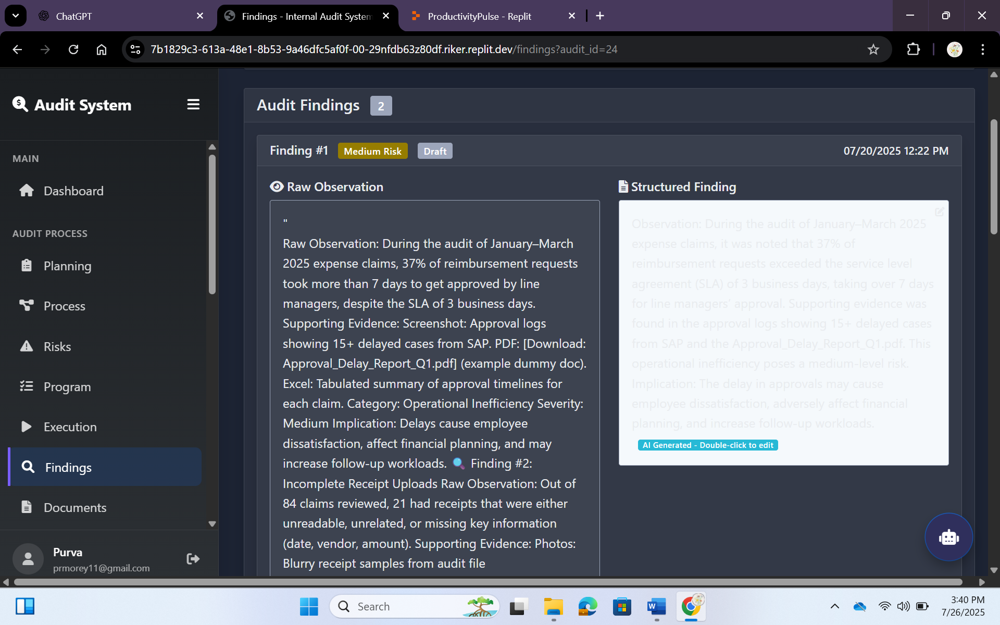 ChatGPT
Findings - Internal Audit System
ProductivityPulse - Replit
7b1829c3-613a-48e1-8b53-9a46dfc5af0f-00-29nfdb63z80df.riker.replit.dev/findings?audit_id=24
Audit System
MAIN
Dashboard
AUDIT PROCESS
Planning
Process
Risks
Program
Execution
Findings
Documents
Purva
prmorey11@gmail.com
Audit Findings 2
Finding #1 Medium Risk Draft 07/20/2025 12:22 PM
Raw Observation
"
Raw Observation: During the audit of January–March
2025 expense claims, 37% of reimbursement requests
took more than 7 days to get approved by line
managers, despite the SLA of 3 business days.
Supporting Evidence: Screenshot: Approval logs
showing 15+ delayed cases from SAP. PDF: [Download:
Approval_Delay_Report_Q1.pdf] (example dummy doc).
Excel: Tabulated summary of approval timelines for
each claim. Category: Operational Inefficiency Severity:
Medium Implication: Delays cause employee
dissatisfaction, affect financial planning, and may
increase follow-up workloads. 🔍 Finding #2:
Incomplete Receipt Uploads Raw Observation: Out of
84 claims reviewed, 21 had receipts that were either
unreadable, unrelated, or missing key information
(date, vendor, amount). Supporting Evidence: Photos:
Blurry receipt samples from audit file
Structured Finding
Observation: During the audit of January–March 2025
expense claims, it was noted that 37% of
reimbursement requests exceeded the service level
agreement (SLA) of 3 business days, taking over 7 days
for line managers' approval. Supporting evidence was
found in the approval logs showing 15+ delayed cases
from SAP and the Approval_Delay_Report_Q1.pdf. This
operational inefficiency poses a medium-level risk.
Implication: The delay in approvals may cause
employee dissatisfaction, adversely affect financial
planning, and increase follow-up workloads.
AI Generated - Double-click to edit
Search
3:40 PM
7/26/2025